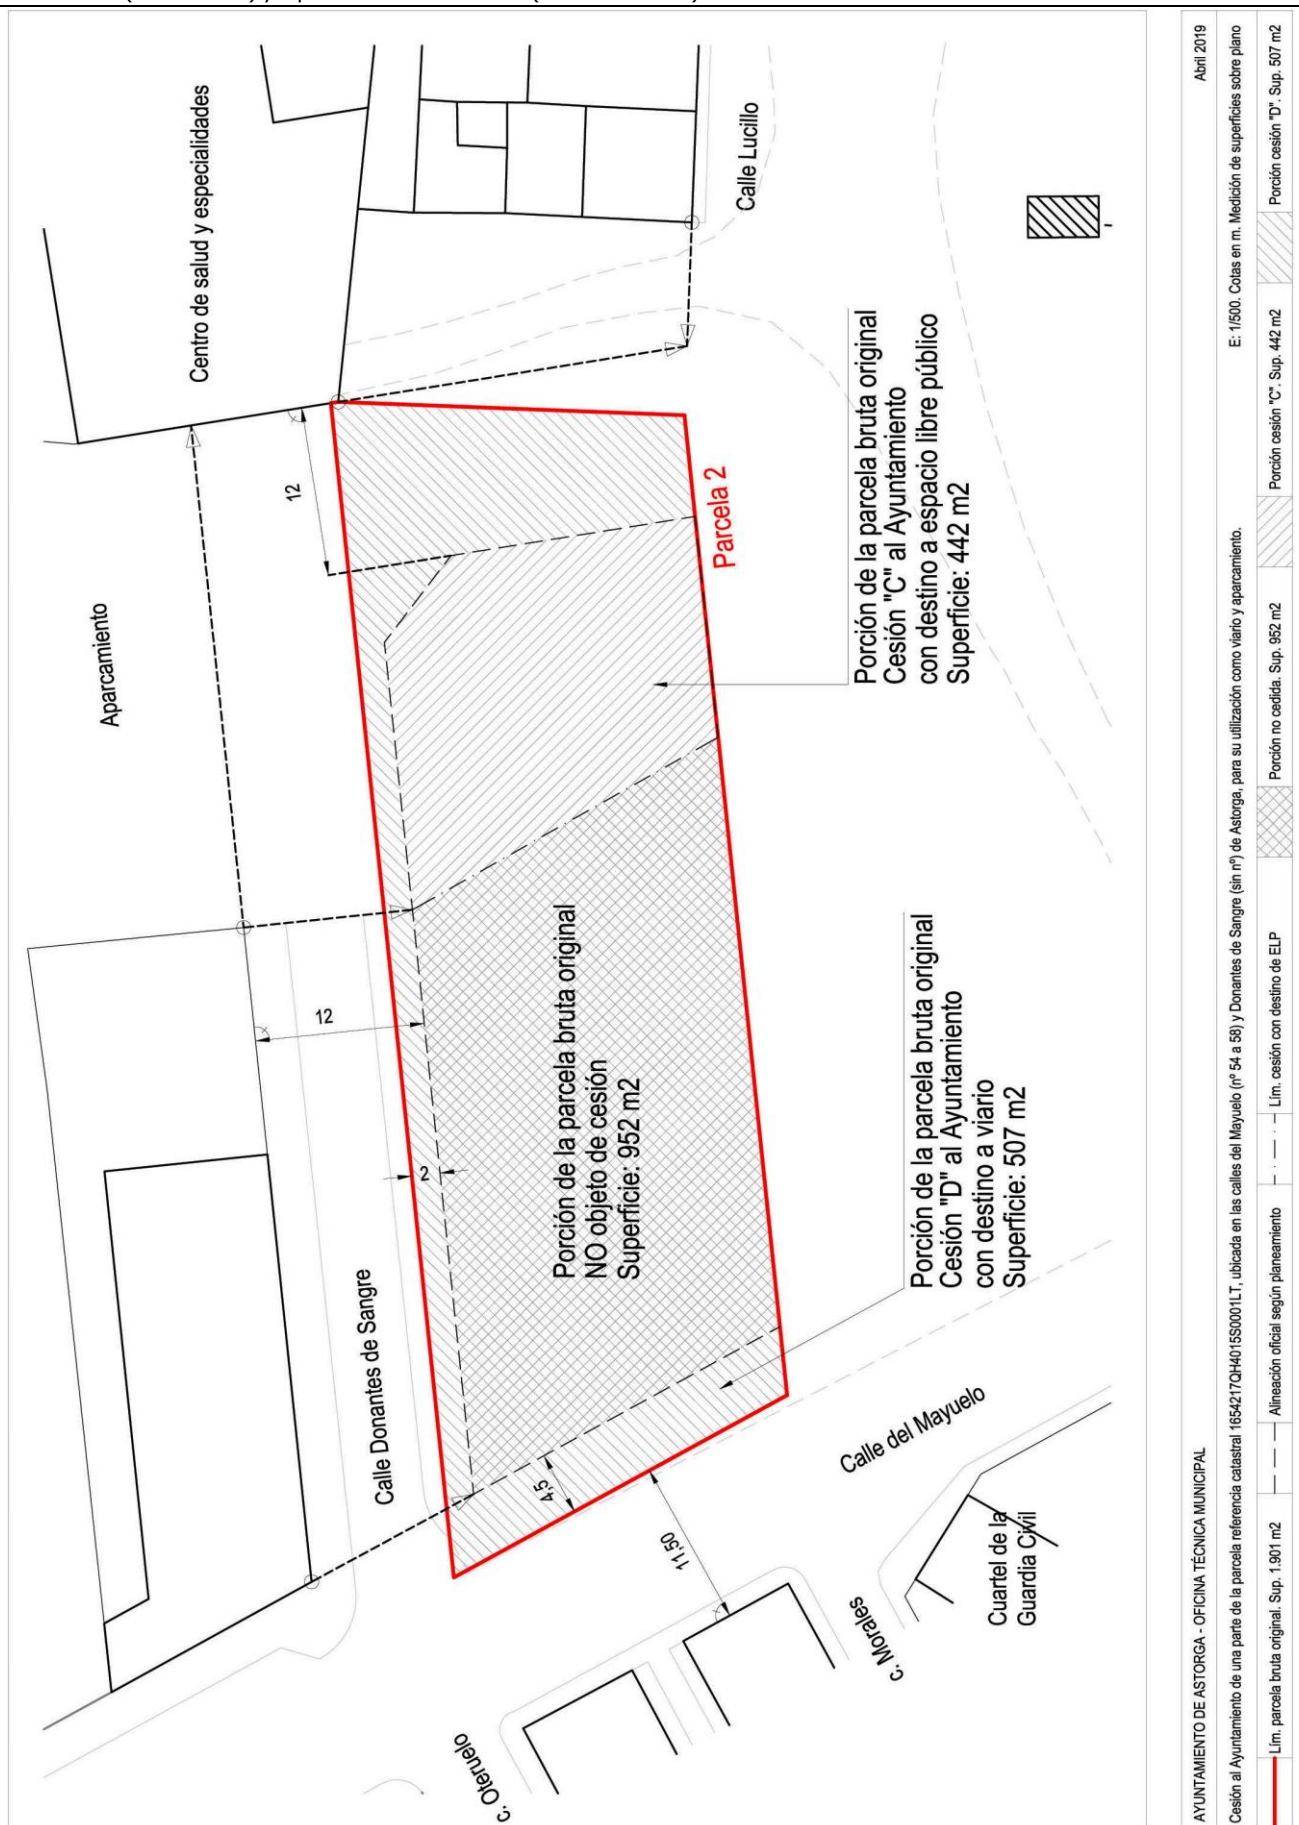 Centro de salud y especialidades
Aparcamiento
Calle Lucillo
12
12
2
4,5
11,50
Parcela 2
Porción de la parcela bruta original
Cesión "C" al Ayuntamiento
con destino a espacio libre público
Superficie: 442 m2
Porción de la parcela bruta original
NO objeto de cesión
Superficie: 952 m2
Porción de la parcela bruta original
Cesión "D" al Ayuntamiento
con destino a viario
Superficie: 507 m2
Calle Donantes de Sangre
Calle del Mayuelo
c. Oteruelo
c. Morales
Cuartel de la
Guardia Civil
AYUNTAMIENTO DE ASTORGA - OFICINA TÉCNICA MUNICIPAL
Abril 2019
Cesión al Ayuntamiento de una parte de la parcela referencia catastral 1654217QH4015S0001LT, ubicada en las calles del Mayuelo (nº 54 a 58) y Donantes de Sangre (sin nº) de Astorga, para su utilización como viario y aparcamiento.
E: 1/500. Cotas en m. Medición de superficies sobre plano
Lím. parcela bruta original. Sup. 1.901 m2
Alineación oficial según planeamiento
Lím. cesión con destino de ELP
Porción no cedida. Sup. 952 m2
Porción cesión "C". Sup. 442 m2
Porción cesión "D". Sup. 507 m2